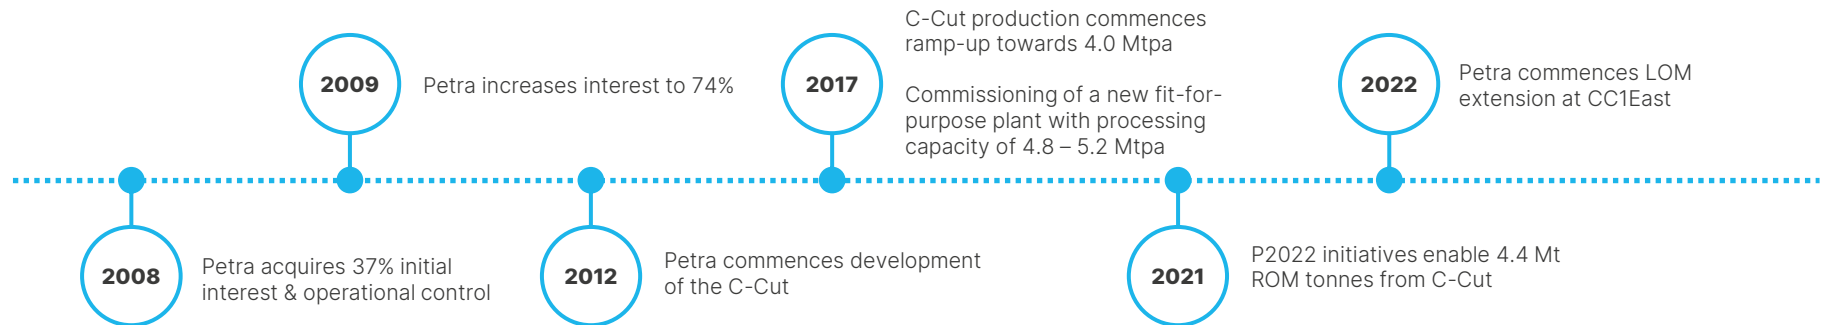 2008
Petra acquires 37% initial
interest & operational control
2009
Petra increases interest to 74%
2012
Petra commences development
of the C-Cut
2017
C-Cut production commences
ramp-up towards 4.0 Mtpa
Commissioning of a new fit-for-
purpose plant with processing
capacity of 4.8 – 5.2 Mtpa
2021
P2022 initiatives enable 4.4 Mt
ROM tonnes from C-Cut
2022
Petra commences LOM
extension at CC1East